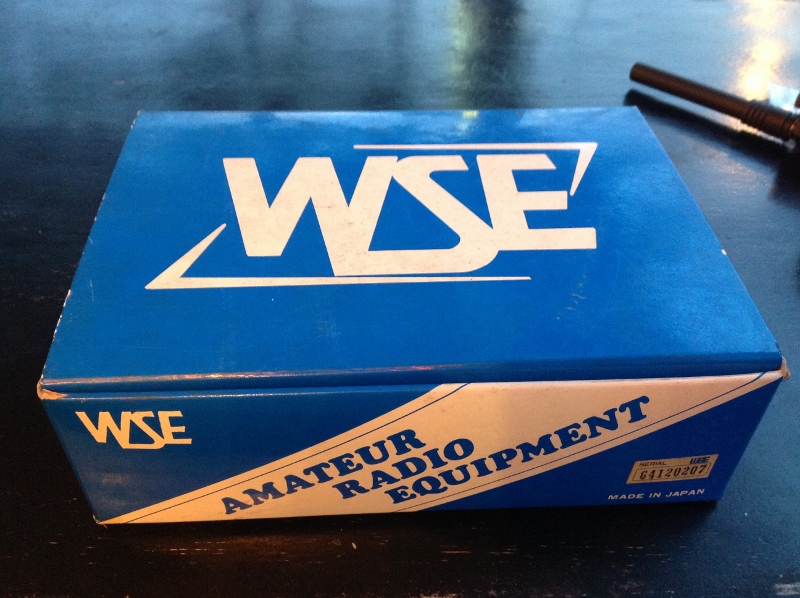 WSE
WSE
AMATEUR
RADIO
EQUIPMENT
SERIAL WSE
64120207
MADE IN JAPAN